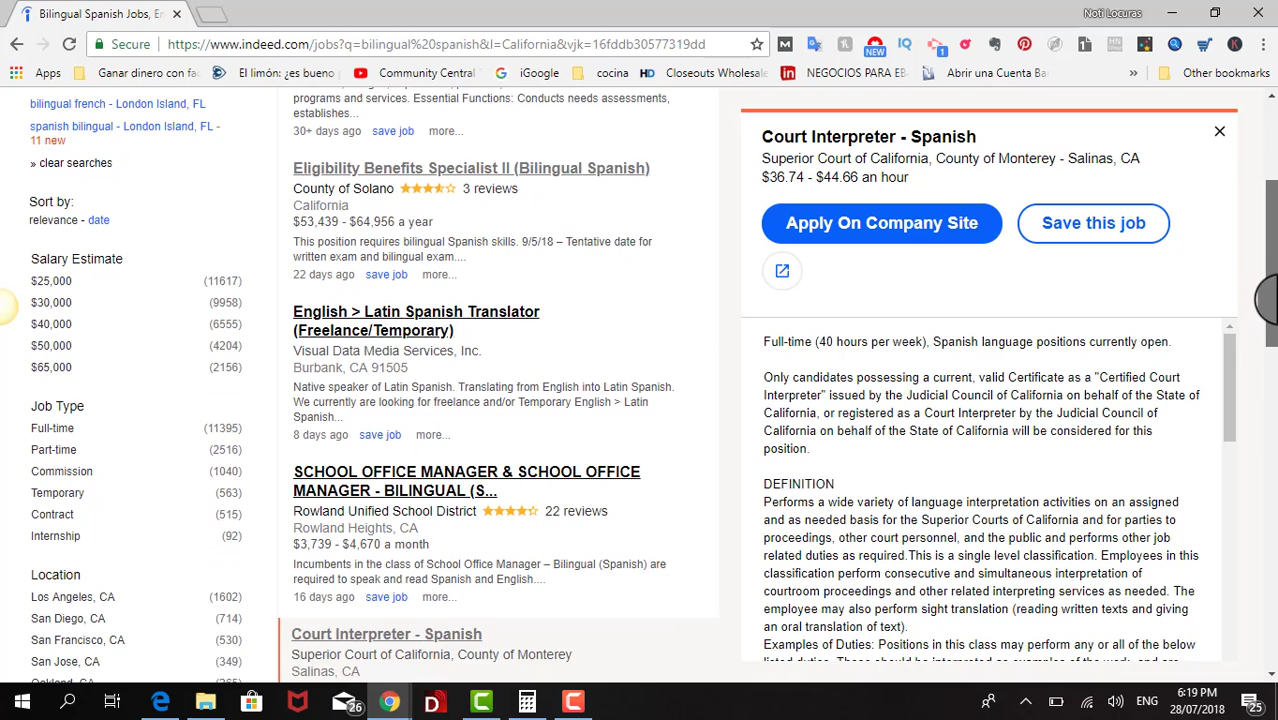 Bilingual Spanish Jobs, En
Noti Locuras
Secure
https://www.indeed.com/jobs?q=bilingual%20spanish&l=California&vjk=16fddb30577319dd
NEW
1
K
Apps
Ganar dinero con fac
El limón: ¿es bueno
Community Central
iGoogle
cocina
HD
Closeouts Wholesale
in
NEGOCIOS PARA EB
Abrir una Cuenta Ba
»
Other bookmarks
bilingual french - London Island, FL
spanish bilingual - London Island, FL -
11 new
» clear searches
Sort by:
relevance - date
Salary Estimate
$25,000 (11617)
$30,000 (9958)
$40,000 (6555)
$50,000 (4204)
$65,000 (2156)
Job Type
Full-time (11395)
Part-time (2516)
Commission (1040)
Temporary (563)
Contract (515)
Internship (92)
Location
Los Angeles, CA (1602)
San Diego, CA (714)
San Francisco, CA (530)
San Jose, CA (349)
programs and services. Essential Functions: Conducts needs assessments,
establishes...
30+ days ago save job more...
Eligibility Benefits Specialist II (Bilingual Spanish)
County of Solano 3 reviews
California
$53,439 - $64,956 a year
This position requires bilingual Spanish skills. 9/5/18 – Tentative date for
written exam and bilingual exam....
22 days ago save job more...
English > Latin Spanish Translator
(Freelance/Temporary)
Visual Data Media Services, Inc.
Burbank, CA 91505
Native speaker of Latin Spanish. Translating from English into Latin Spanish.
We currently are looking for freelance and/or Temporary English > Latin
Spanish...
8 days ago save job more...
SCHOOL OFFICE MANAGER & SCHOOL OFFICE
MANAGER - BILINGUAL (S...
Rowland Unified School District 22 reviews
Rowland Heights, CA
$3,739 - $4,670 a month
Incumbents in the class of School Office Manager – Bilingual (Spanish) are
required to speak and read Spanish and English....
16 days ago save job more...
Court Interpreter - Spanish
Superior Court of California, County of Monterey
Salinas, CA
Court Interpreter - Spanish
Superior Court of California, County of Monterey - Salinas, CA
$36.74 - $44.66 an hour
Apply On Company Site
Save this job
Full-time (40 hours per week), Spanish language positions currently open.
Only candidates possessing a current, valid Certificate as a "Certified Court
Interpreter" issued by the Judicial Council of California on behalf of the State of
California, or registered as a Court Interpreter by the Judicial Council of
California on behalf of the State of California will be considered for this
position.
DEFINITION
Performs a wide variety of language interpretation activities on an assigned
and as needed basis for the Superior Courts of California and for parties to
proceedings, other court personnel, and the public and performs other job
related duties as required.This is a single level classification. Employees in this
classification perform consecutive and simultaneous interpretation of
courtroom proceedings and other related interpreting services as needed. The
employee may also perform sight translation (reading written texts and giving
an oral translation of text).
Examples of Duties: Positions in this class may perform any or all of the below
26
ENG
6:19 PM
28/07/2018
25